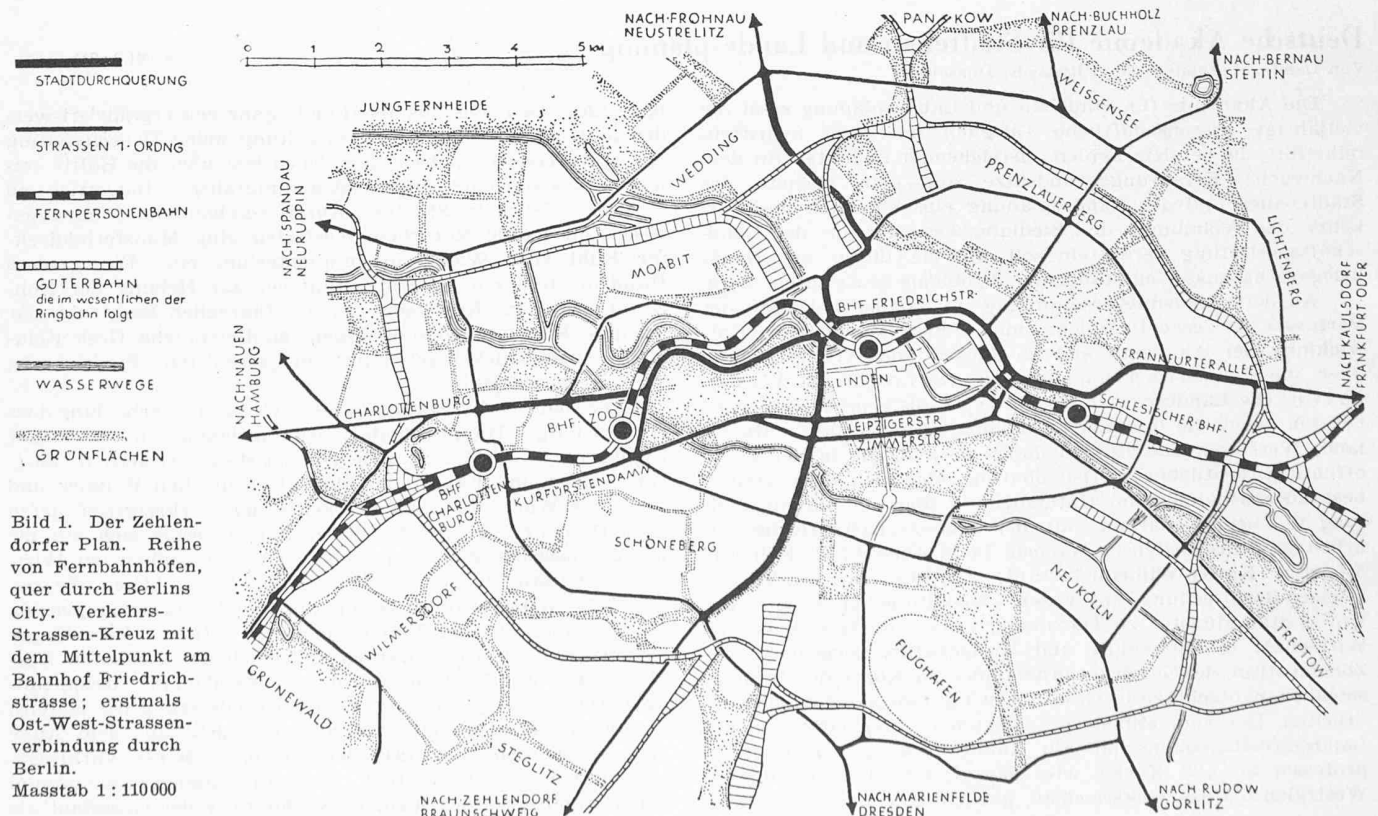 0 1 2 3 4 5 KM
STADTDURCHQUERUNG
STRASSEN 1·ORDNG
FERNPERSONENBAHN
GÜTERBAHN
die im wesentlichen der
Ringbahn folgt
WASSERWEGE
GRÜNFLÄCHEN
Bild 1. Der Zehlen-
dorfer Plan. Reihe
von Fernbahnhöfen,
quer durch Berlins
City. Verkehrs-
Strassen-Kreuz mit
dem Mittelpunkt am
Bahnhof Friedrich-
strasse; erstmals
Ost-West-Strassen-
verbindung durch
Berlin.
Masstab 1 : 110 000
NACH·FROHNAU
NEUSTRELITZ
PANKOW
NACH·BUCHHOLZ
PRENZLAU
NACH·BERNAU
STETTIN
JUNGFERNHEIDE
WEISSENSEE
WEDDING
PRENZLAUERBER·
LICHTENBERG
NACH·SPANDAU
NEURUPPIN
MOABIT
BHF FRIEDRICHSTR·
NACH·NAUEN
HAMBURG
NACH KAULSDORF
FRANKFURT·ODER
FRANKFURTER ALLEE
LINDEN
CHARLOTTENBURG
BHF· ZOO
LEIPZIGERSTR
ZIMMERSTR·
SCHLESISCHER·BHF·
BHF
CHARLOTTEN
BURG
KURFÜRSTENDAMM
SCHÖNEBERG
WILMERSDORF
NEUKÖLLN
TREPTOW
FLUGHAFEN
GRUNEWALD
STEGLITZ
NACH·ZEHLENDORF
BRAUNSCHWEIG
NACH MARIENFELDE
DRESDEN
NACH RUDOW
GÖRLITZ